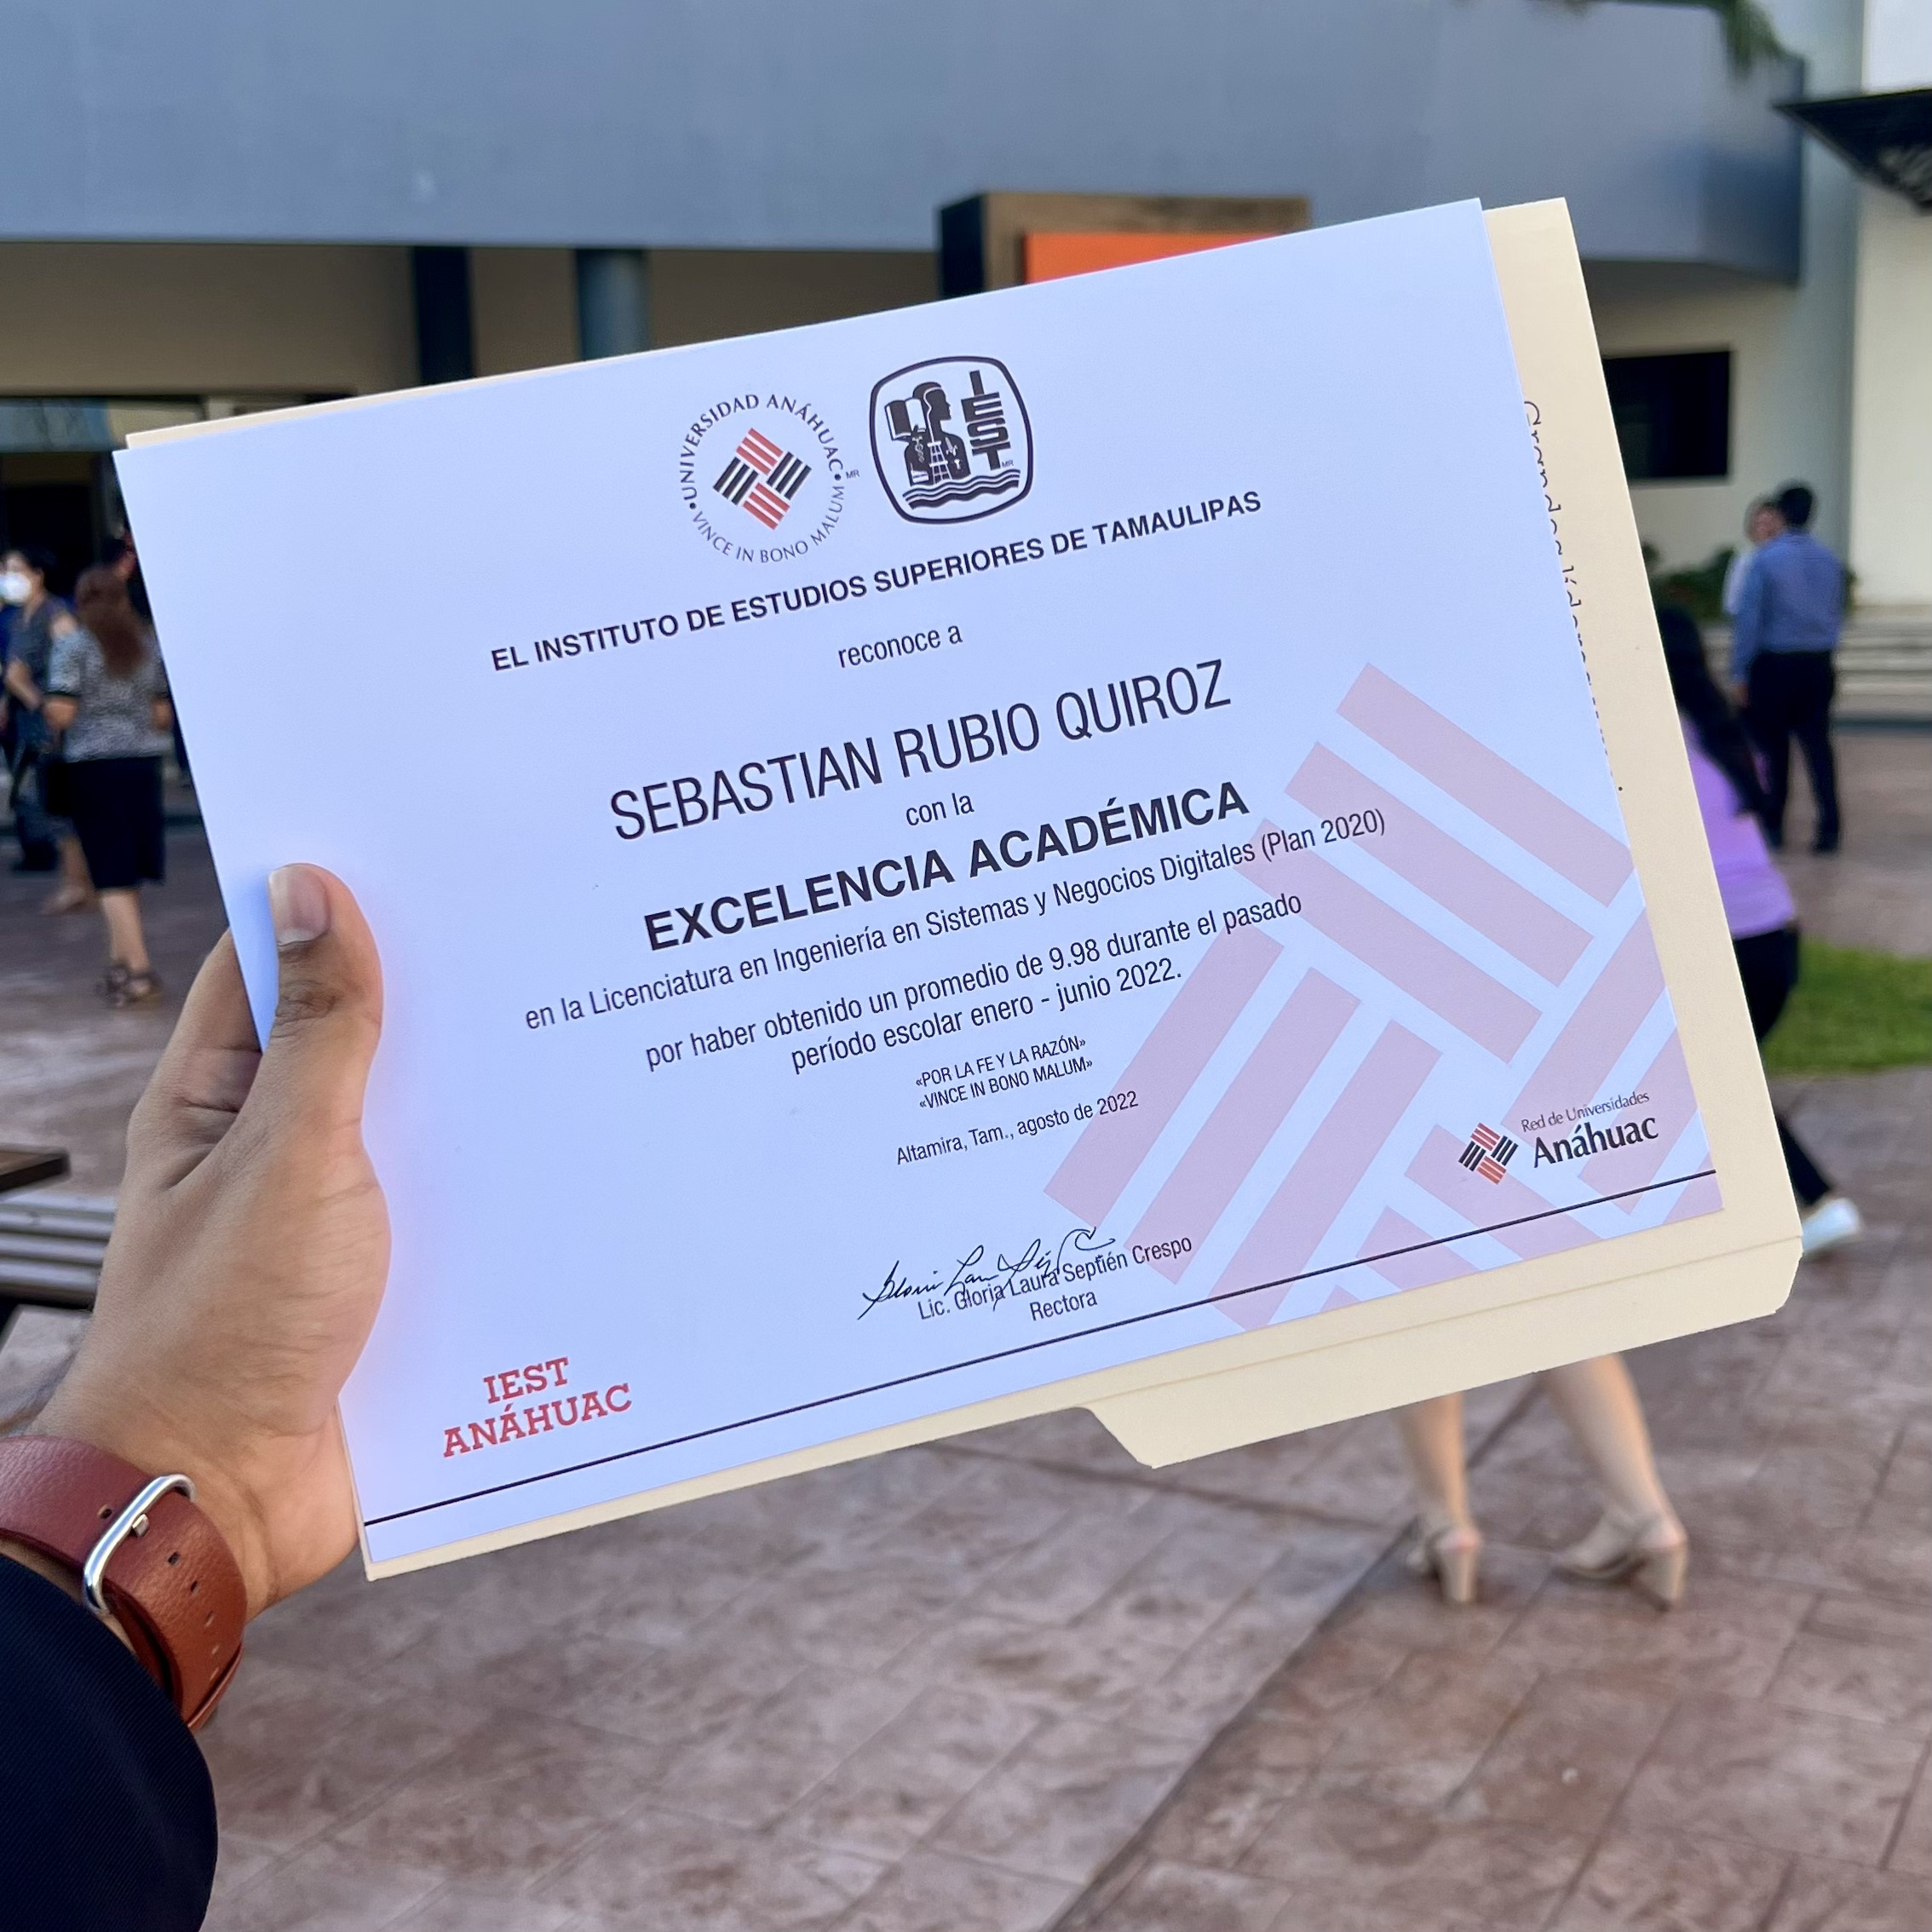 •UNIVERSIDAD ANÁHUAC•
VINCE IN BONO MALUM
MR
IEST
MR
EL INSTITUTO DE ESTUDIOS SUPERIORES DE TAMAULIPAS
reconoce a
SEBASTIAN RUBIO QUIROZ
con la
EXCELENCIA ACADÉMICA
en la Licenciatura en Ingeniería en Sistemas y Negocios Digitales (Plan 2020)
por haber obtenido un promedio de 9.98 durante el pasado
período escolar enero - junio 2022.
«POR LA FE Y LA RAZÓN»
«VINCE IN BONO MALUM»
Altamira, Tam., agosto de 2022
Red de Universidades
Anáhuac
Lic. Gloria Laura Septién Crespo
Rectora
IEST
ANÁHUAC